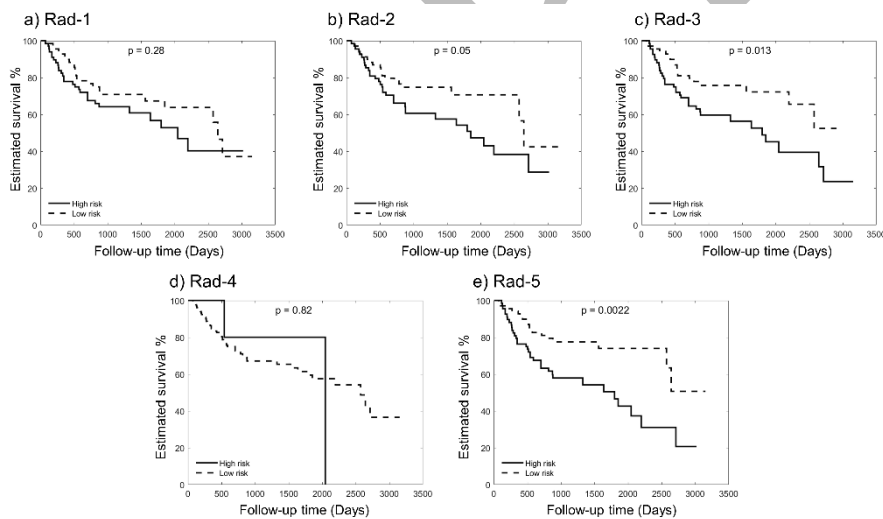 a) Rad-1
p = 0.28
Estimated survival %
100
80
60
40
20
0
High risk
Low risk
0 500 1000 1500 2000 2500 3000 3500
Follow-up time (Days)
b) Rad-2
p = 0.05
Estimated survival %
100
80
60
40
20
0
High risk
Low risk
0 500 1000 1500 2000 2500 3000 3500
Follow-up time (Days)
c) Rad-3
p = 0.013
Estimated survival %
100
80
60
40
20
0
High risk
Low risk
0 500 1000 1500 2000 2500 3000 3500
Follow-up time (Days)
d) Rad-4
p = 0.82
Estimated survival %
100
80
60
40
20
0
High risk
Low risk
0 500 1000 1500 2000 2500 3000 3500
Follow-up time (Days)
e) Rad-5
p = 0.0022
Estimated survival %
100
80
60
40
20
0
High risk
Low risk
0 500 1000 1500 2000 2500 3000 3500
Follow-up time (Days)